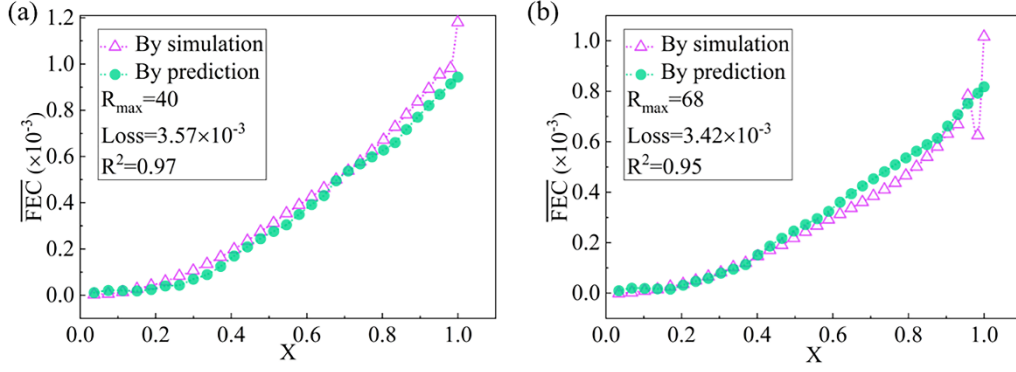 (a)
1.2
1.0
0.8
0.6
0.4
0.2
0.0
FEC (×10⁻³)
By simulation
By prediction
Rmax=40
Loss=3.57×10⁻³
R²=0.97
0.0 0.2 0.4 0.6 0.8 1.0
X
(b)
1.0
0.8
0.6
0.4
0.2
0.0
FEC (×10⁻³)
By simulation
By prediction
Rmax=68
Loss=3.42×10⁻³
R²=0.95
0.0 0.2 0.4 0.6 0.8 1.0
X